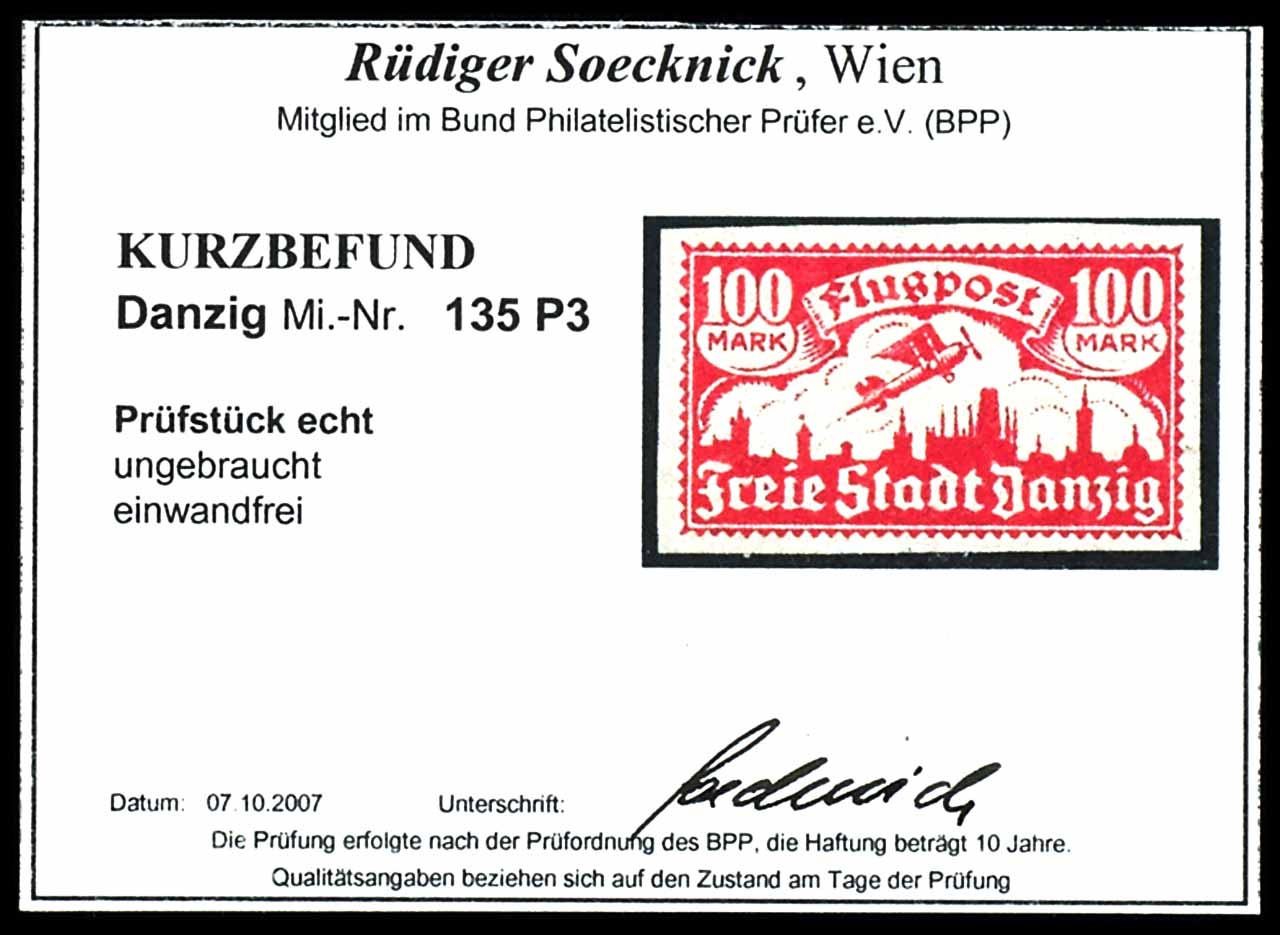 Rüdiger Soecknick, Wien
Mitglied im Bund Philatelistischer Prüfer e.V. (BPP)
KURZBEFUND
Danzig Mi.-Nr. 135 P3
Prüfstück echt
ungebraucht
einwandfrei
100 Flugpost 100
MARK MARK
Freie Stadt Danzig
Datum: 07.10.2007 Unterschrift: Soecknick
Die Prüfung erfolgte nach der Prüfordnung des BPP, die Haftung beträgt 10 Jahre.
Qualitätsangaben beziehen sich auf den Zustand am Tage der Prüfung